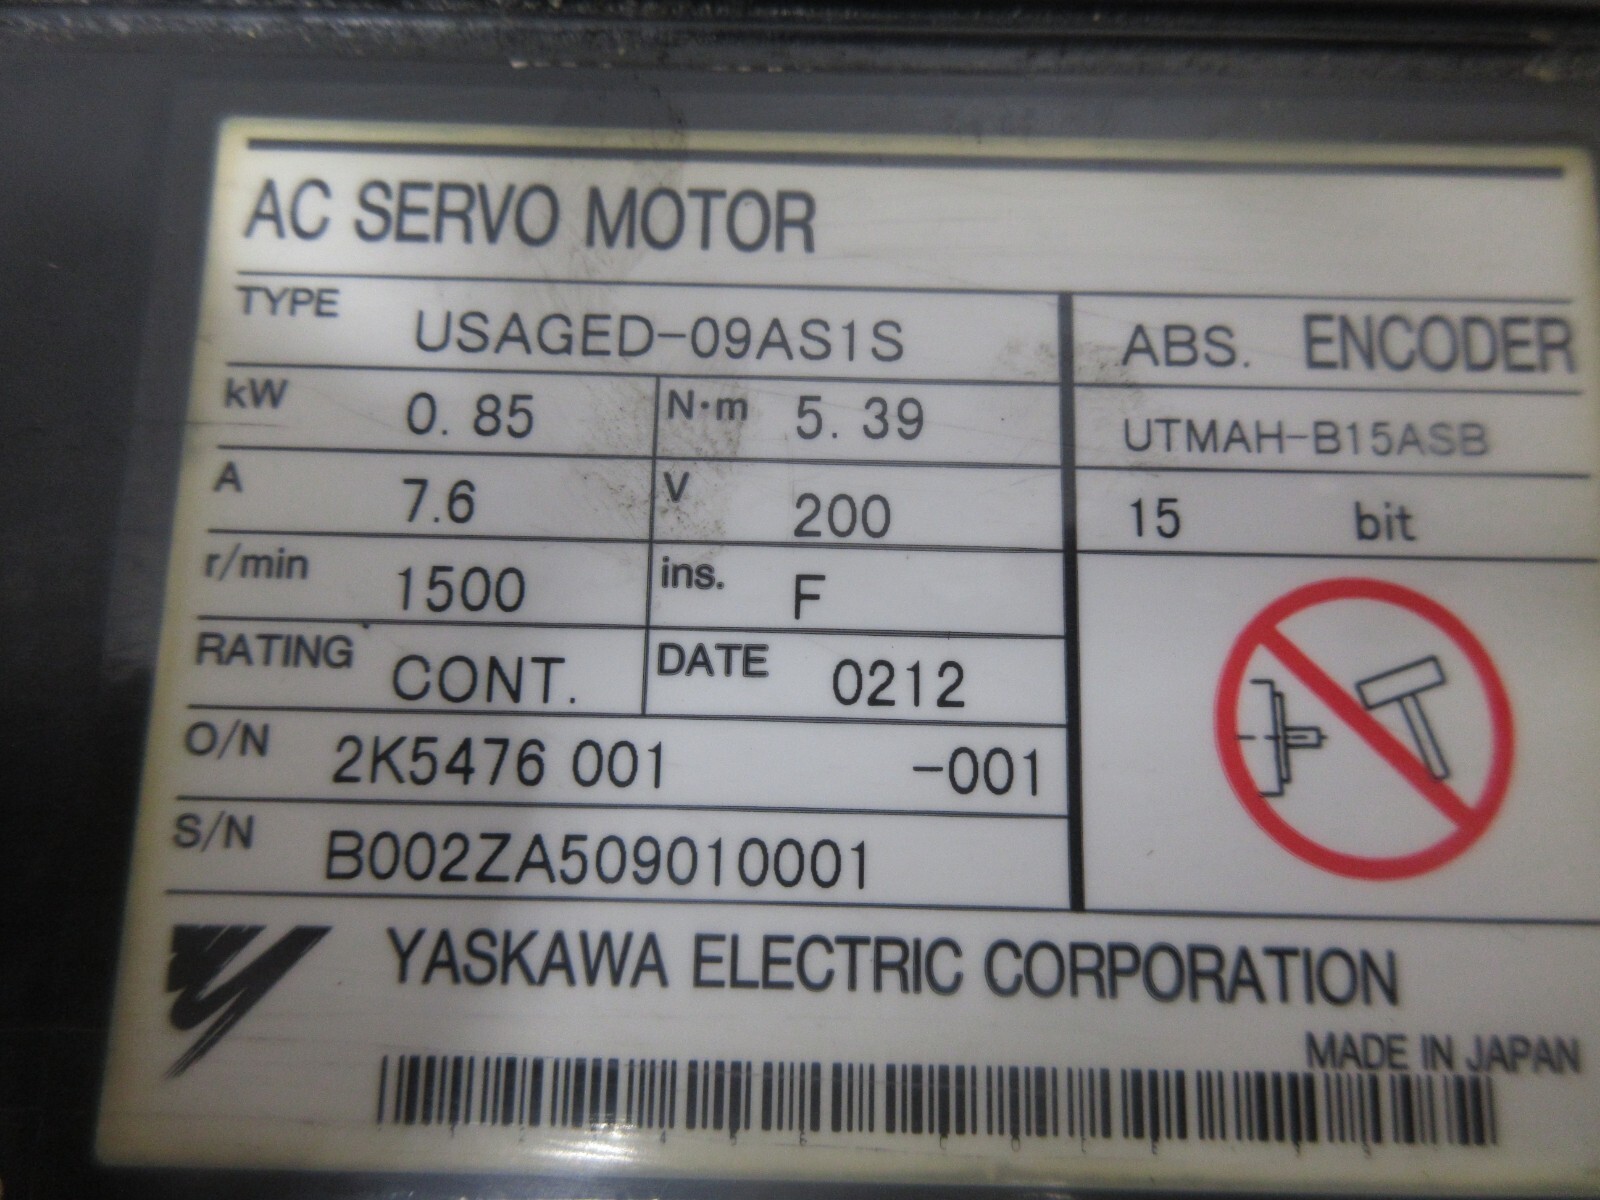 AC SERVO MOTOR
TYPE USAGED-09AS1S
ABS. ENCODER
kW 0.85 N·m 5.39
UTMAH-B15ASB
A 7.6 V 200
15 bit
r/min 1500 ins. F
RATING CONT. DATE 0212
O/N 2K5476 001 -001
S/N B002ZA509010001
YASKAWA ELECTRIC CORPORATION
MADE IN JAPAN